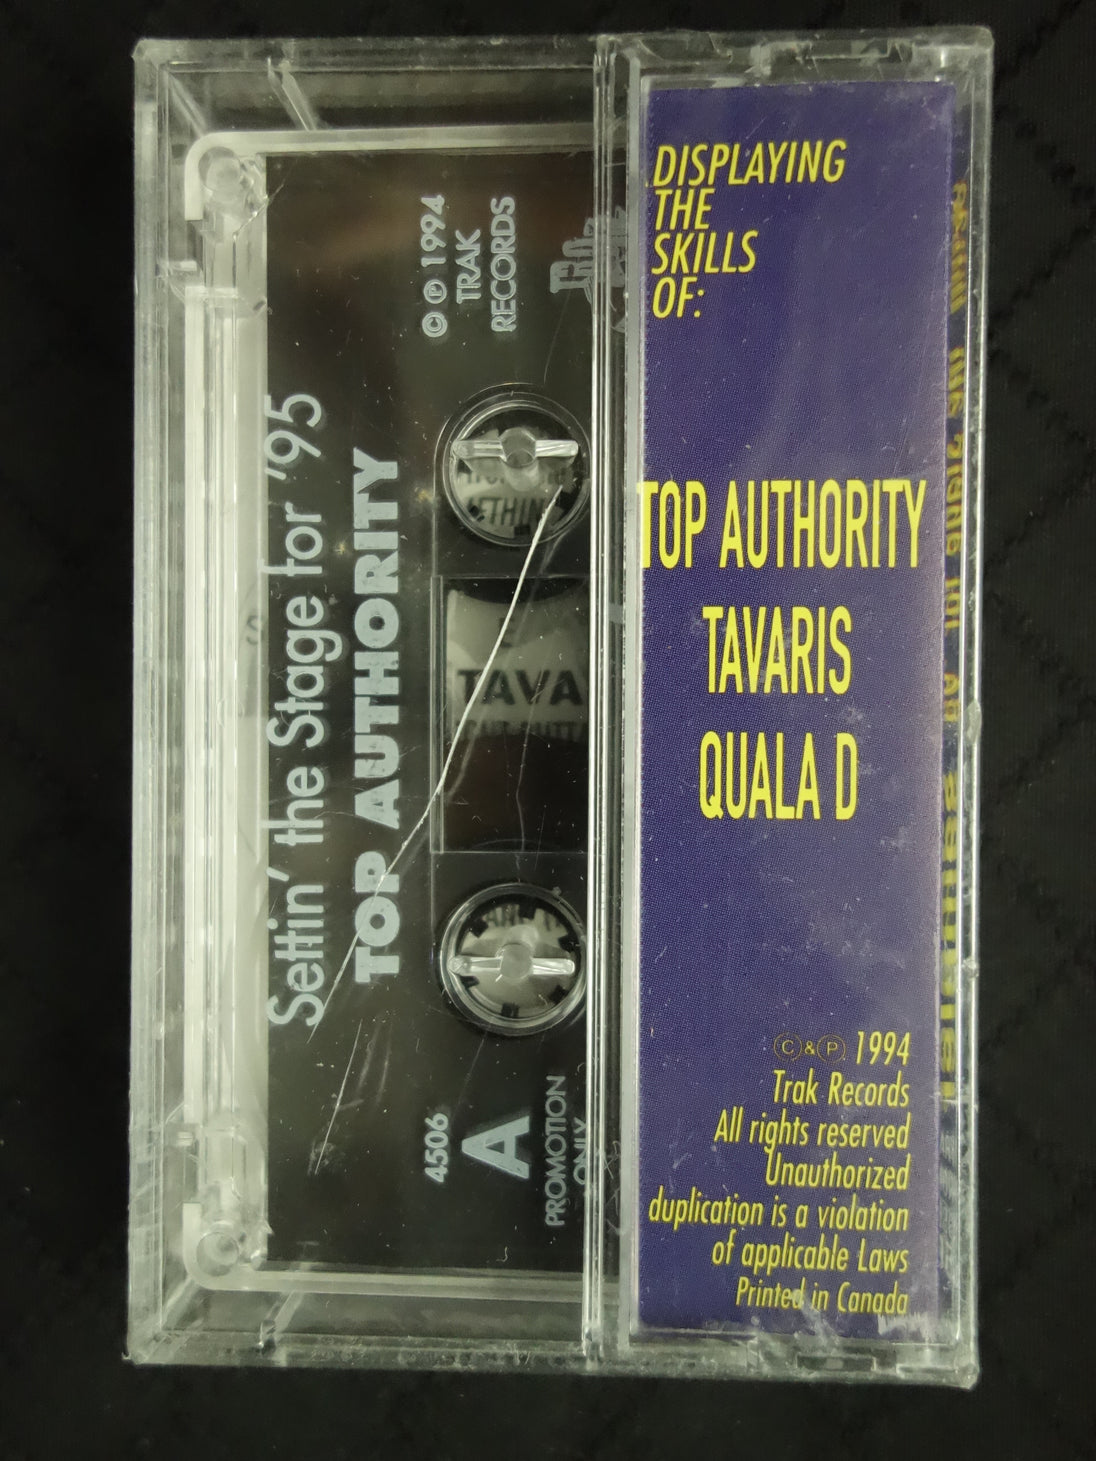 Settin' the Stage for '95
TOP AUTHORITY
© ℗ 1994
TRAK
RECORDS
4506
A
PROMOTION
ONLY
TAVA
DISPLAYING
THE
SKILLS
OF:
TOP AUTHORITY
TAVARIS
QUALA D
©&℗ 1994
Trak Records
All rights reserved
Unauthorized
duplication is a violation
of applicable Laws
Printed in Canada